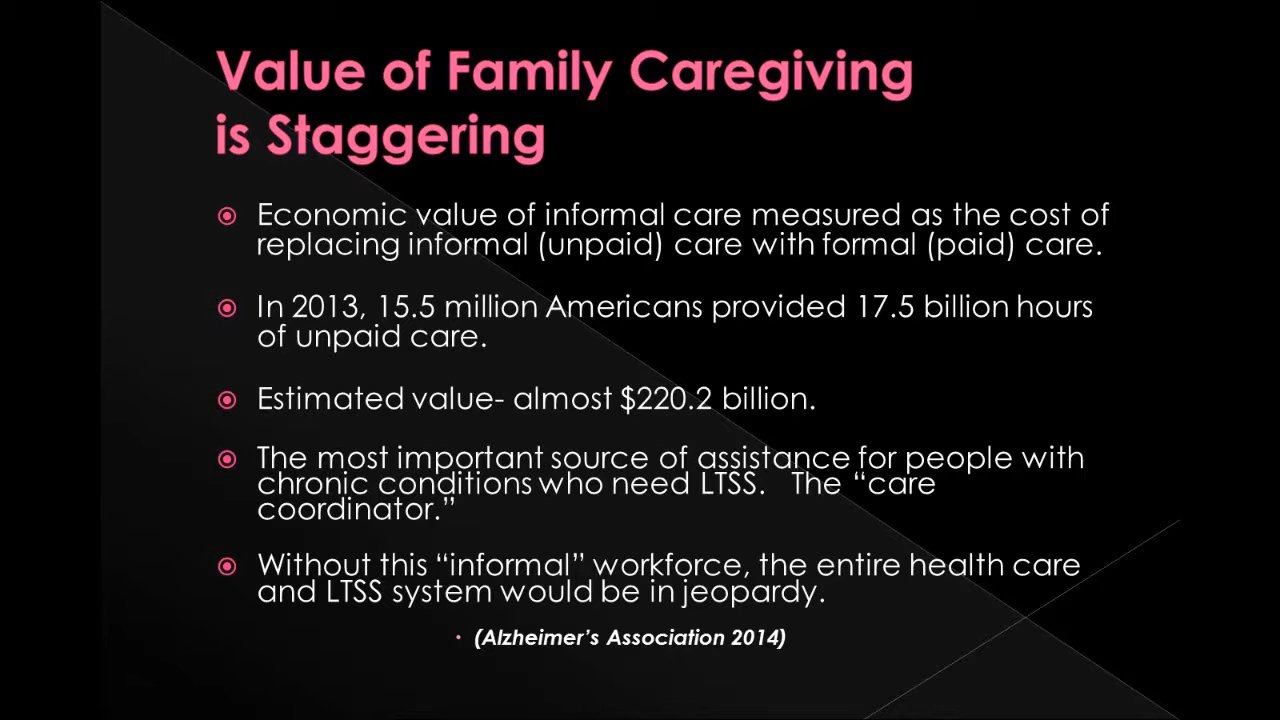 Value of Family Caregiving
is Staggering
Economic value of informal care measured as the cost of
replacing informal (unpaid) care with formal (paid) care.
In 2013, 15.5 million Americans provided 17.5 billion hours
of unpaid care.
Estimated value- almost $220.2 billion.
The most important source of assistance for people with
chronic conditions who need LTSS. The “care
coordinator.”
Without this “informal” workforce, the entire health care
and LTSS system would be in jeopardy.
(Alzheimer’s Association 2014)